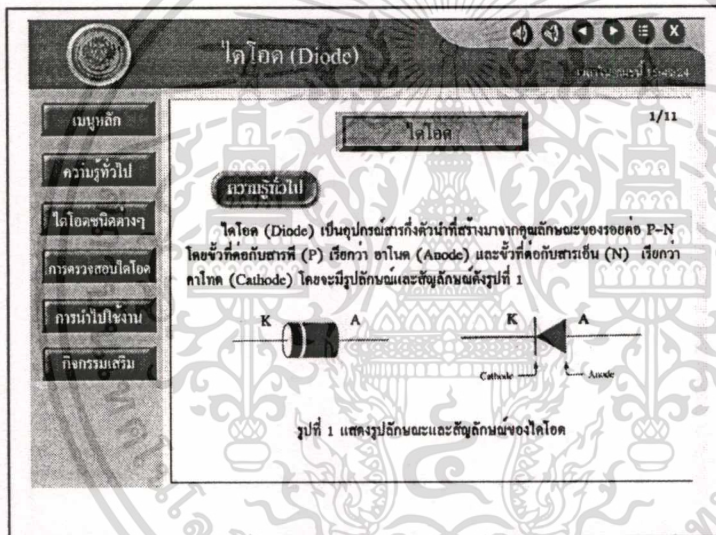 ไดโอด (Diode)
เมนูหลัก
ความรู้ทั่วไป
ไดโอดชนิดต่างๆ
การตรวจสอบไดโอด
การนำไปใช้งาน
กิจกรรมเสริม
1/11
ไดโอด
ความรู้ทั่วไป
ไดโอด (Diode) เป็นอุปกรณ์สารกึ่งตัวนำที่สร้างมาจากคุณลักษณะของรอยต่อ P-N
โดยขั้วที่ต่อกับสารพี (P) เรียกว่า อาโนด (Anode) และขั้วที่ต่อกับสารเอ็น (N) เรียกว่า
คาโทด (Cathode) โดยจะมีรูปลักษณ์และสัญลักษณ์ดังรูปที่ 1
K A K A
Cathode Anode
รูปที่ 1 แสดงรูปลักษณะและสัญลักษณ์ของไดโอด